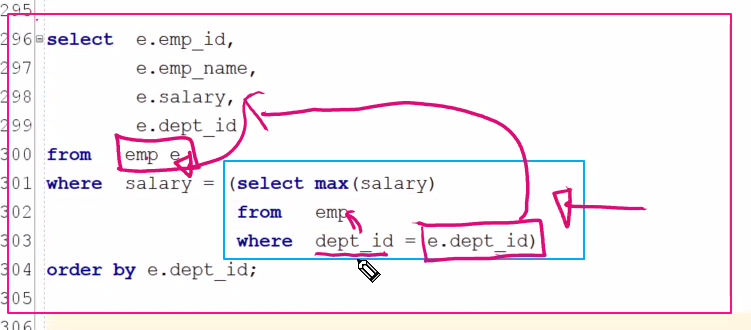 295
296 select e.emp_id,
297 e.emp_name,
298 e.salary,
299 e.dept_id
300 from emp e
301 where salary = (select max(salary)
302 from emp
303 where dept_id = e.dept_id)
304 order by e.dept_id;
305
306